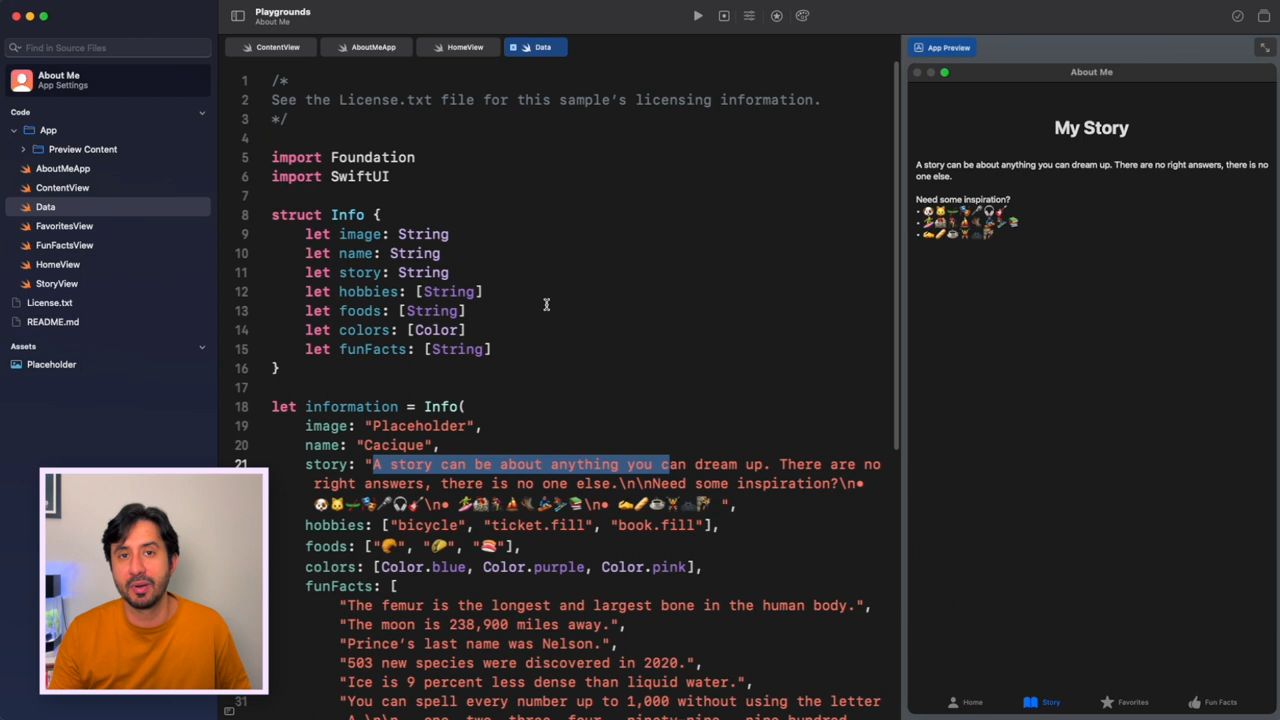 Playgrounds
About Me
Find in Source Files
About Me
App Settings
Code
App
Preview Content
AboutMeApp
ContentView
Data
FavoritesView
FunFactsView
HomeView
StoryView
License.txt
README.md
Assets
Placeholder
ContentView
AboutMeApp
HomeView
Data
1 /*
2 See the License.txt file for this sample's licensing information.
3 */
4
5 import Foundation
6 import SwiftUI
7
8 struct Info {
9 let image: String
10 let name: String
11 let story: String
12 let hobbies: [String]
13 let foods: [String]
14 let colors: [Color]
15 let funFacts: [String]
16 }
17
18 let information = Info(
19 image: "Placeholder",
20 name: "Cacique",
21 story: "A story can be about anything you can dream up. There are no
right answers, there is no one else.\n\nNeed some inspiration?\n•
\n• \n• ",
hobbies: ["bicycle", "ticket.fill", "book.fill"],
foods: ["🥐", "🌮", "🍣"],
colors: [Color.blue, Color.purple, Color.pink],
funFacts: [
"The femur is the longest and largest bone in the human body.",
"The moon is 238,900 miles away.",
"Prince's last name was Nelson.",
"503 new species were discovered in 2020.",
"Ice is 9 percent less dense than liquid water.",
31 "You can spell every number up to 1,000 without using the letter
App Preview
About Me
My Story
A story can be about anything you can dream up. There are no right answers, there is no
one else.
Need some inspiration?
Home
Story
Favorites
Fun Facts